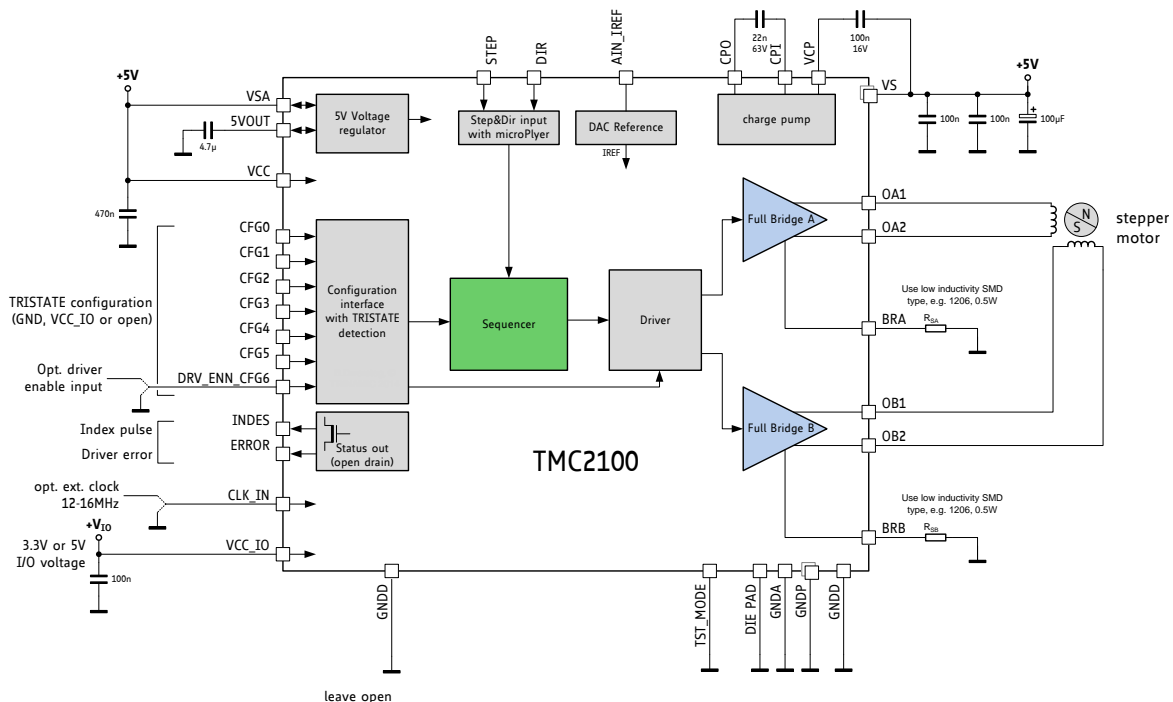 STEP
DIR
AIN_IREF
CPO
22n
63V
CPI
VCP
100n
16V
+5V
+5V
VSA
5VOUT
4.7µ
VCC
470n
5V Voltage
regulator
Step&Dir input
with microPlyer
DAC Reference
IREF
charge pump
VS
100n
100n
+
100µF
TRISTATE configuration
(GND, VCC_IO or open)
CFG0
CFG1
CFG2
CFG3
CFG4
CFG5
Opt. driver
enable input
DRV_ENN_CFG6
Configuration
interface
with TRISTATE
detection
Sequencer
Driver
Full Bridge A
Full Bridge B
OA1
OA2
N
S
stepper
motor
Use low inductivity SMD
type, e.g. 1206, 0.5W
BRA
RSA
OB1
OB2
Index pulse
Driver error
INDES
ERROR
Status out
(open drain)
TMC2100
opt. ext. clock
12-16MHz
CLK_IN
Use low inductivity SMD
type, e.g. 1206, 0.5W
BRB
RSB
+VIO
3.3V or 5V
I/O voltage
VCC_IO
100n
GNDD
TST_MODE
DIE PAD
GNDA
GNDP
GNDD
leave open